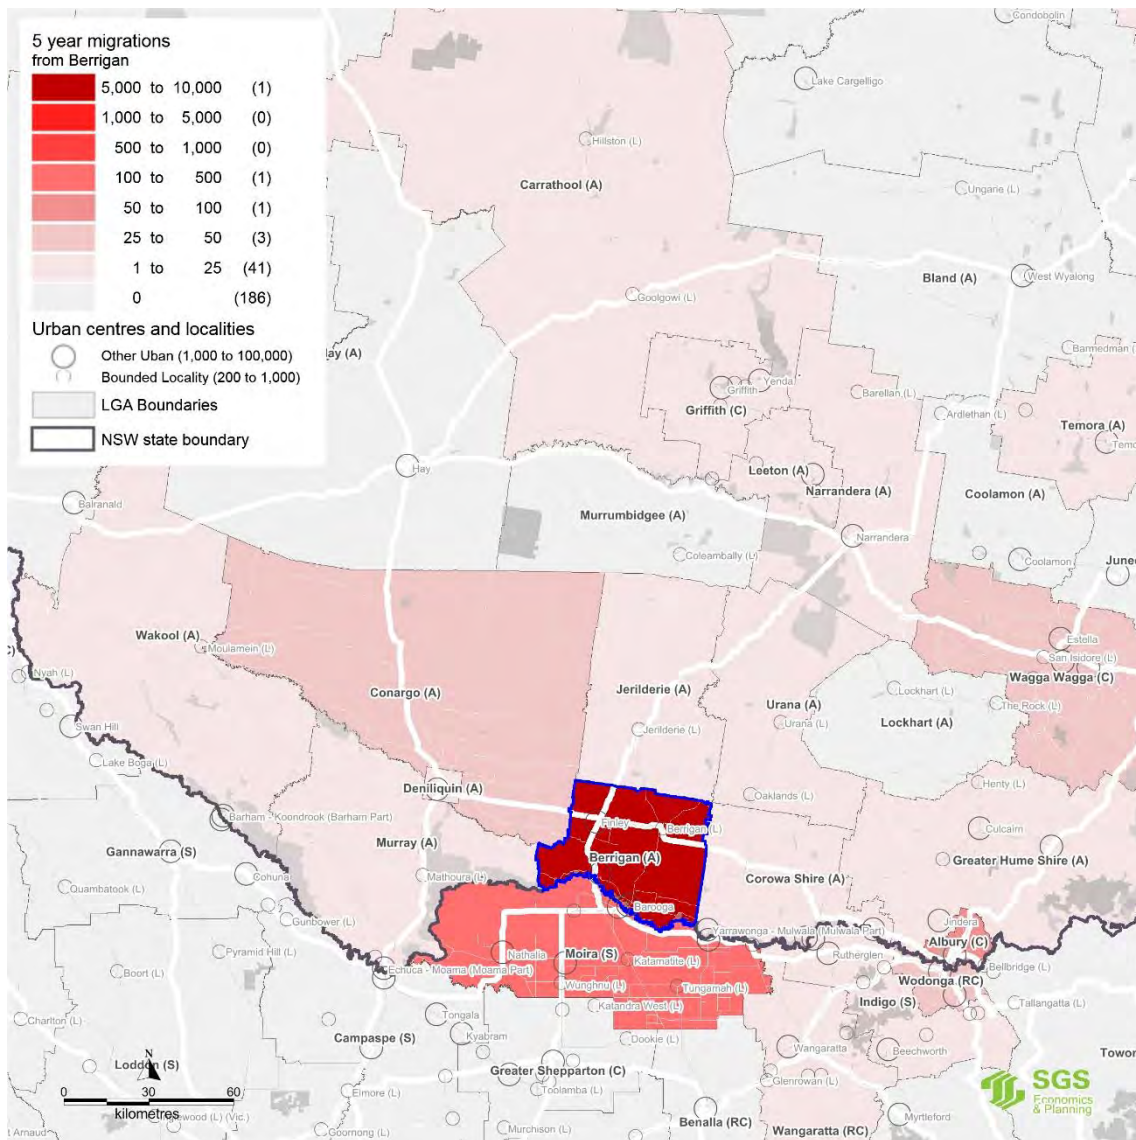 5 year migrations
from Berrigan
5,000 to 10,000 (1)
1,000 to 5,000 (0)
500 to 1,000 (0)
100 to 500 (1)
50 to 100 (1)
25 to 50 (3)
1 to 25 (41)
0 (186)
Urban centres and localities
Other Uban (1,000 to 100,000)
Bounded Locality (200 to 1,000)
LGA Boundaries
NSW state boundary
Condobolin
Lake Cargelligo
Hillston (L)
Carrathool (A)
Ungarie (L)
Bland (A)
West Wyalong
Goolgowi (L)
ay (A)
Barmedman (L
Yenda
Griffith
Griffith (C)
Barellan (L)
Ardlethan (L)
Temora (A)
Temo
Hay
Leeton (A)
Narrandera (A)
Coolamon (A)
Balranald
Murrumbidgee (A)
Narrandera
Coleambally (L)
Coolamon
June
Wakool (A)
Moulamein (L)
Estella
San Isidore (L)
Nyah (L)
Conargo (A)
Jerilderie (A)
Wagga Wagga (C)
Lockhart (L)
Urana (A)
Urana (L)
Lockhart (A)
The Rock (L)
Swan Hill
Jerilderie (L)
Lake Boga (L)
Deniliquin (A)
Henty (L)
Oaklands (L)
Barham - Koondrook (Barham Part)
Finley
Berrigan (L)
Culcairn
Gannawarra (S)
Murray (A)
Berrigan (A)
Greater Hume Shire (A)
Cohuna
Mathoura (L)
Corowa Shire (A)
Quambatook (L)
Gunbower (L)
Barooga
Jindera
Yarrawonga - Mulwala (Mulwala Part)
Albury (C)
Pyramid Hill (L)
Nathalia
Moira (S)
Katamatite (L)
Rutherglen
Boort (L)
Echuca - Moama (Moama Part)
Bellbridge (L)
Wodonga (RC)
Wunghnu (L)
Tungamah (L)
Indigo (S)
Tallangatta (L)
Katandra West (L)
Charlton (L)
Tongala
Kyabram
Campaspe (S)
Dookie (L)
Wangaratta
Beechworth
Towon
Loddon (S)
N
Greater Shepparton (C)
Toolamba (L)
Glenrowan (L)
0 30 60
kilometres
Elmore (L)
wood (L) (Vic.)
SGS
Economics
& Planning
Benalla (RC)
Myrtleford
t Arnaud
Goornong (L)
Murchison (L)
Wangaratta (RC)